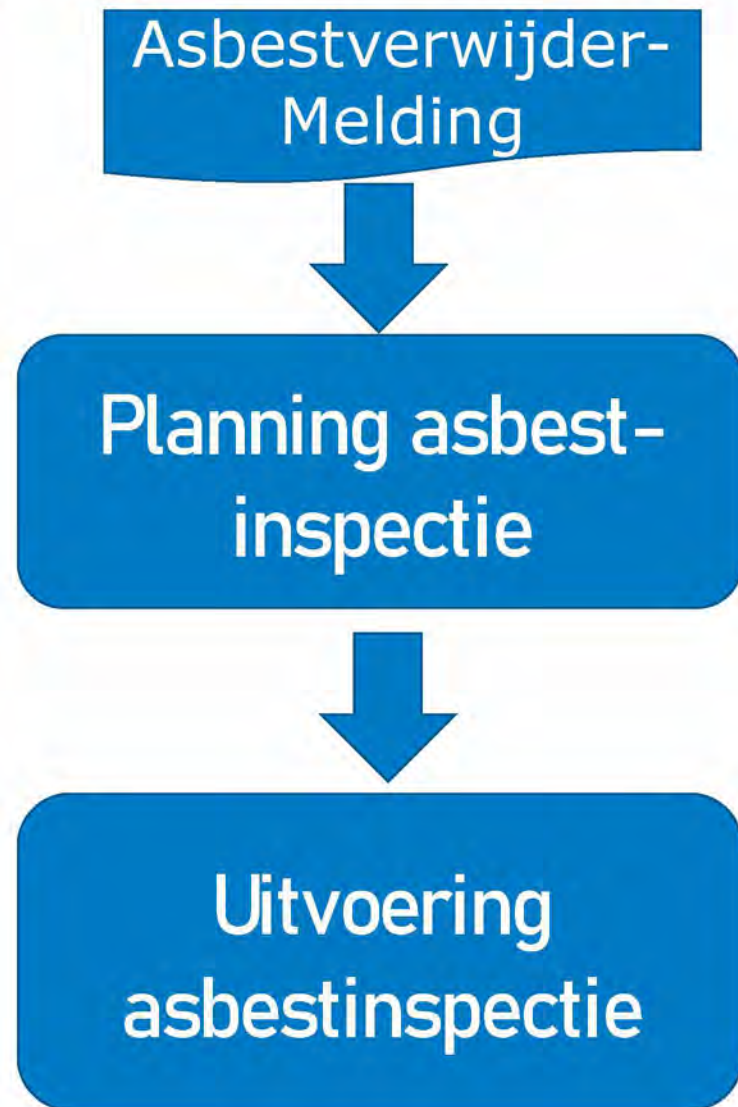 Asbestverwijder-
Melding
Planning asbest-
inspectie
Uitvoering
asbestinspectie